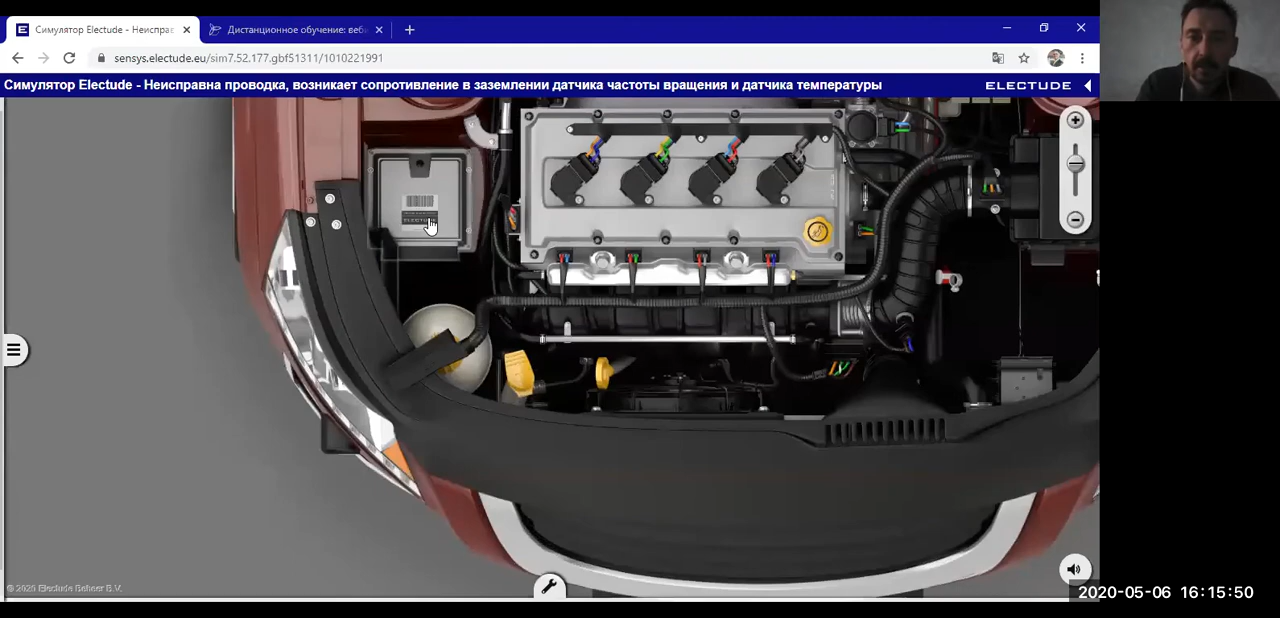 Симулятор Electude - Неисправ
Дистанционное обучение: веб
sensys.electude.eu/sim7.52.177.gbf51311/1010221991
Симулятор Electude - Неисправна проводка, возникает сопротивление в заземлении датчика частоты вращения и датчика температуры
ELECTUDE
© 2020 Electude Beheer B.V.
2020-05-06 16:15:50